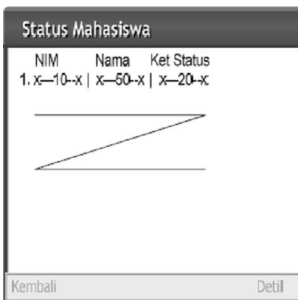 Status Mahasiswa
NIM Nama Ket Status
1. x—10--x | x—50--x | x—20--x
Kembali Detil